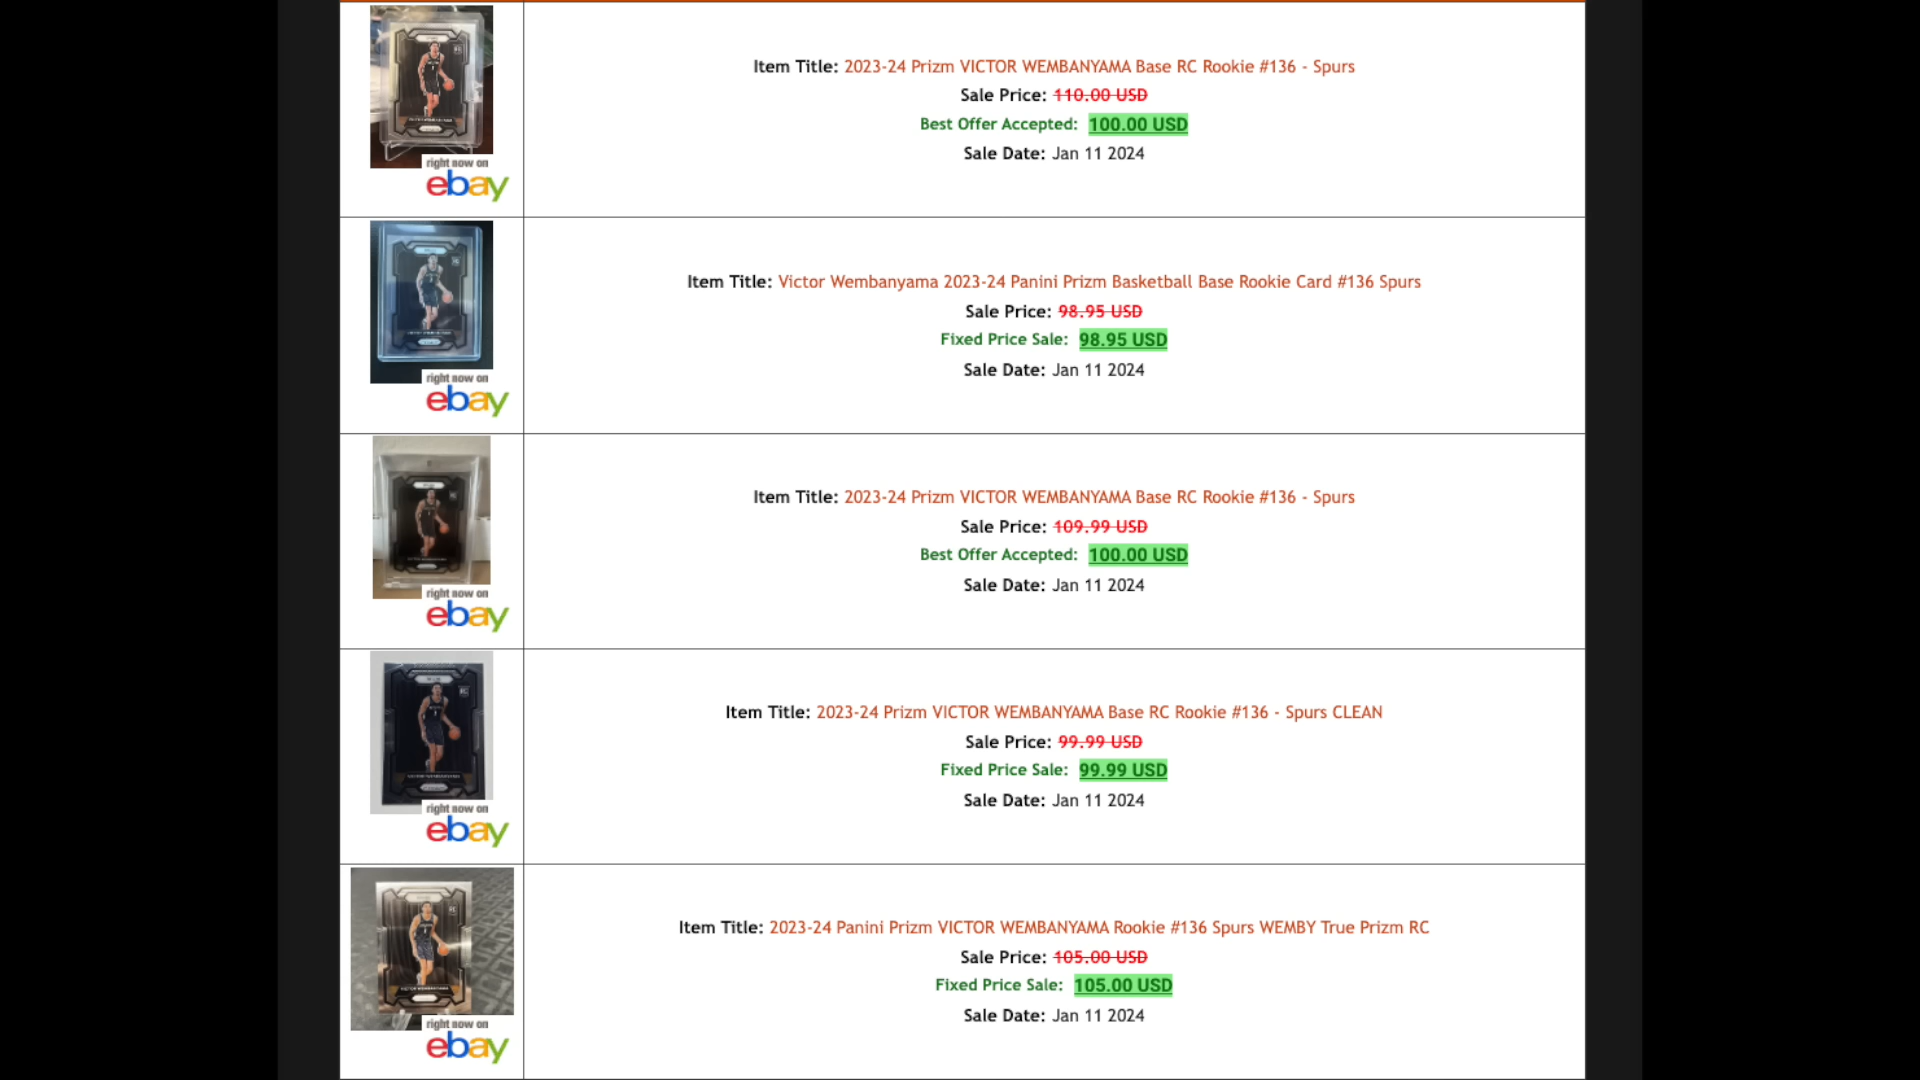 Item Title: 2023-24 Prizm VICTOR WEMBANYAMA Base RC Rookie #136 - Spurs
Sale Price: 110.00 USD
Best Offer Accepted: 100.00 USD
Sale Date: Jan 11 2024
right now on
ebay
Item Title: Victor Wembanyama 2023-24 Panini Prizm Basketball Base Rookie Card #136 Spurs
Sale Price: 98.95 USD
Fixed Price Sale: 98.95 USD
Sale Date: Jan 11 2024
right now on
ebay
Item Title: 2023-24 Prizm VICTOR WEMBANYAMA Base RC Rookie #136 - Spurs
Sale Price: 109.99 USD
Best Offer Accepted: 100.00 USD
Sale Date: Jan 11 2024
right now on
ebay
Item Title: 2023-24 Prizm VICTOR WEMBANYAMA Base RC Rookie #136 - Spurs CLEAN
Sale Price: 99.99 USD
Fixed Price Sale: 99.99 USD
Sale Date: Jan 11 2024
right now on
ebay
Item Title: 2023-24 Panini Prizm VICTOR WEMBANYAMA Rookie #136 Spurs WEMBY True Prizm RC
Sale Price: 105.00 USD
Fixed Price Sale: 105.00 USD
Sale Date: Jan 11 2024
RC
VICTOR WEMBANYAMA
right now on
ebay